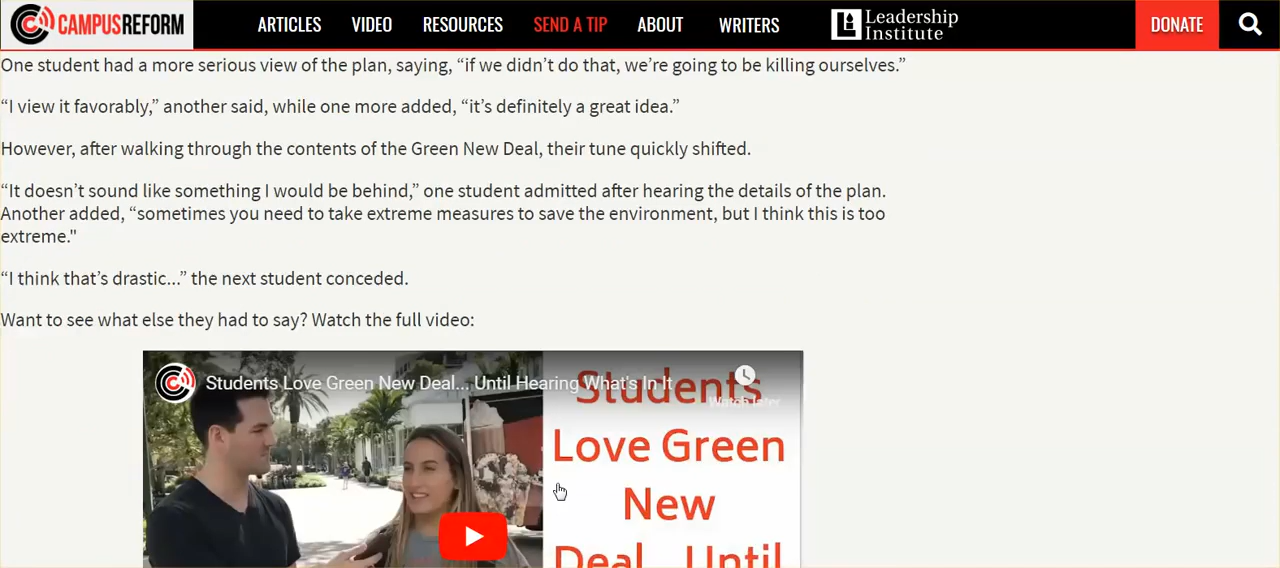 CAMPUSREFORM ARTICLES VIDEO RESOURCES SEND A TIP ABOUT WRITERS Leadership Institute DONATE
One student had a more serious view of the plan, saying, “if we didn’t do that, we’re going to be killing ourselves.”
“I view it favorably,” another said, while one more added, “it’s definitely a great idea.”
However, after walking through the contents of the Green New Deal, their tune quickly shifted.
“It doesn’t sound like something I would be behind,” one student admitted after hearing the details of the plan.
Another added, “sometimes you need to take extreme measures to save the environment, but I think this is too
extreme."
“I think that’s drastic...” the next student conceded.
Want to see what else they had to say? Watch the full video:
Students Love Green New Deal... Until Hearing What's In It
Watch later
Students
Love Green
New
Deal... Until